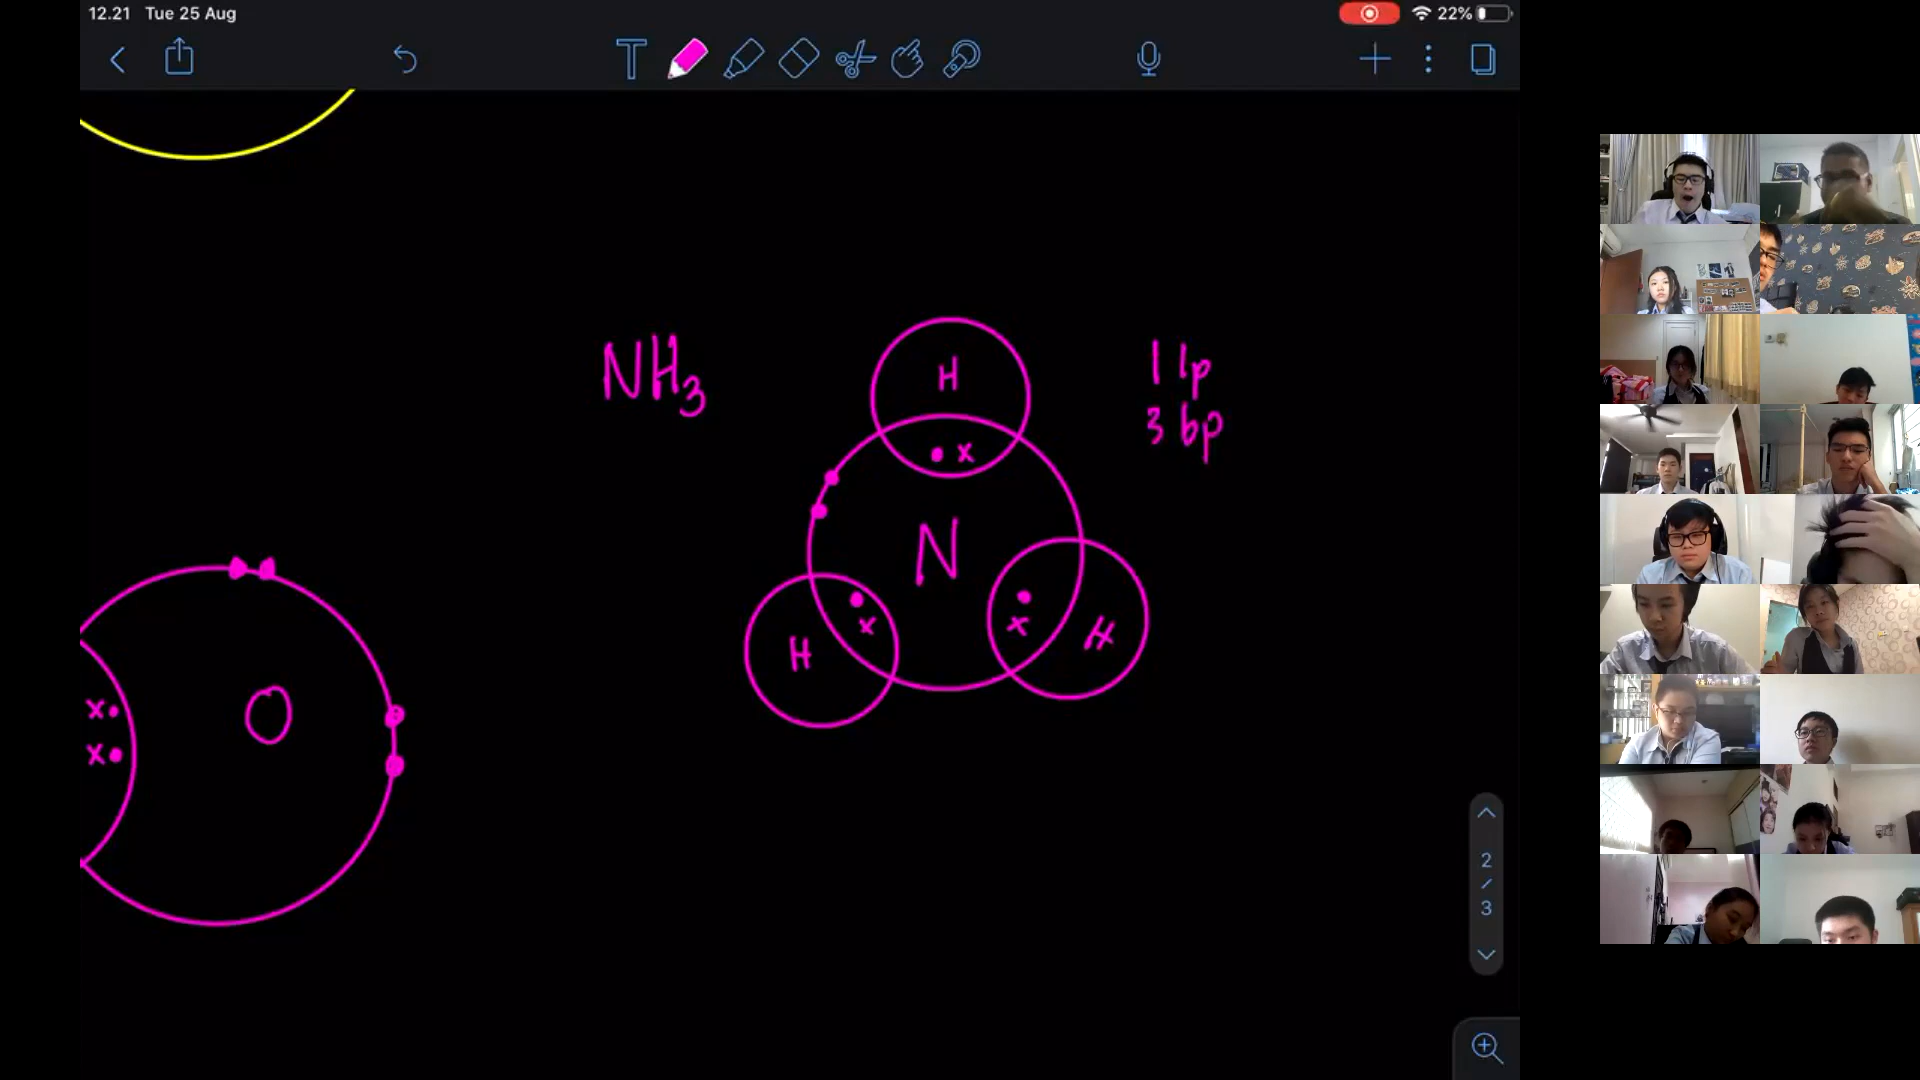 12.21 Tue 25 Aug
22%
T
NH3
H
1 lp
3 bp
• x
N
• x
H
• x
H
x •
x •
O
2
/
3